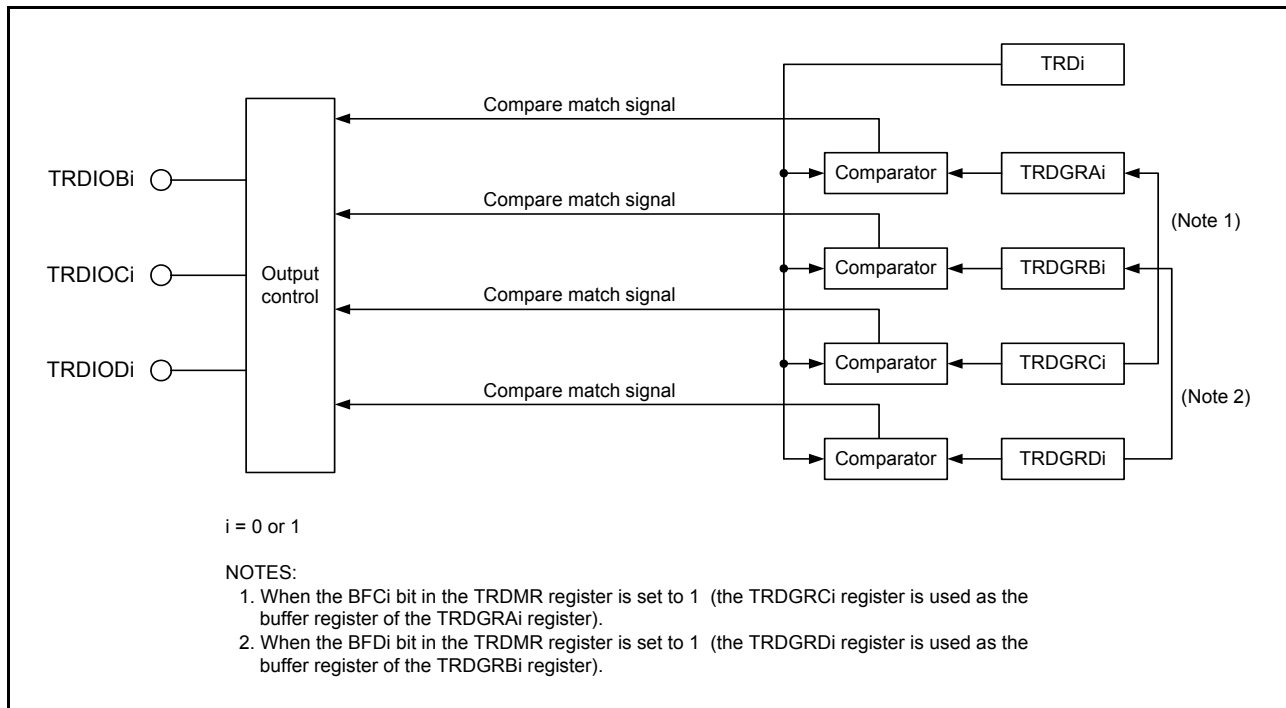 TRDi
Compare match signal
TRDIOBi
Comparator
TRDGRAi
Compare match signal
(Note 1)
TRDIOCi
Output
control
Comparator
TRDGRBi
Compare match signal
TRDIODi
Comparator
TRDGRCi
Compare match signal
(Note 2)
Comparator
TRDGRDi
i = 0 or 1
NOTES:
1. When the BFCi bit in the TRDMR register is set to 1 (the TRDGRCi register is used as the
buffer register of the TRDGRAi register).
2. When the BFDi bit in the TRDMR register is set to 1 (the TRDGRDi register is used as the
buffer register of the TRDGRBi register).